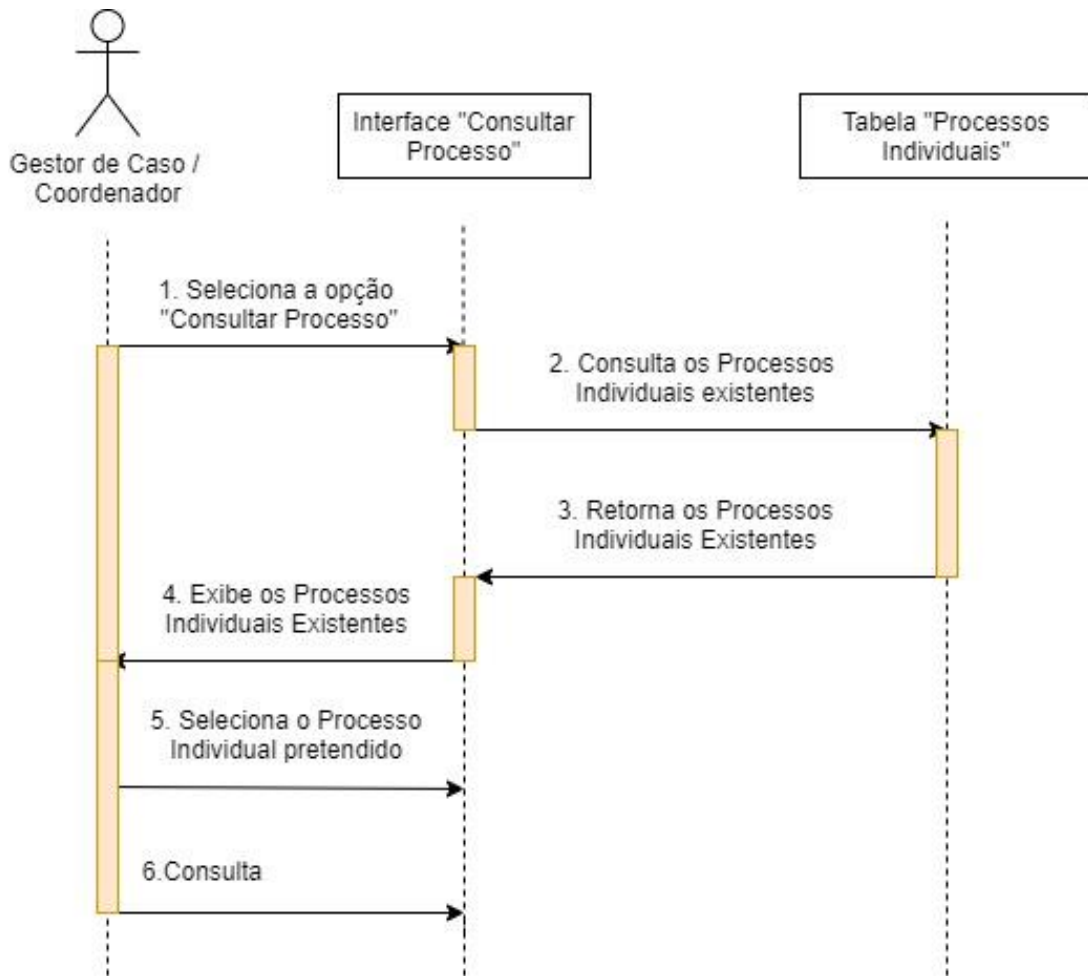 Gestor de Caso /
Coordenador
Interface "Consultar
Processo"
Tabela "Processos
Individuais"
1. Seleciona a opção
"Consultar Processo"
2. Consulta os Processos
Individuais existentes
3. Retorna os Processos
Individuais Existentes
4. Exibe os Processos
Individuais Existentes
5. Seleciona o Processo
Individual pretendido
6.Consulta